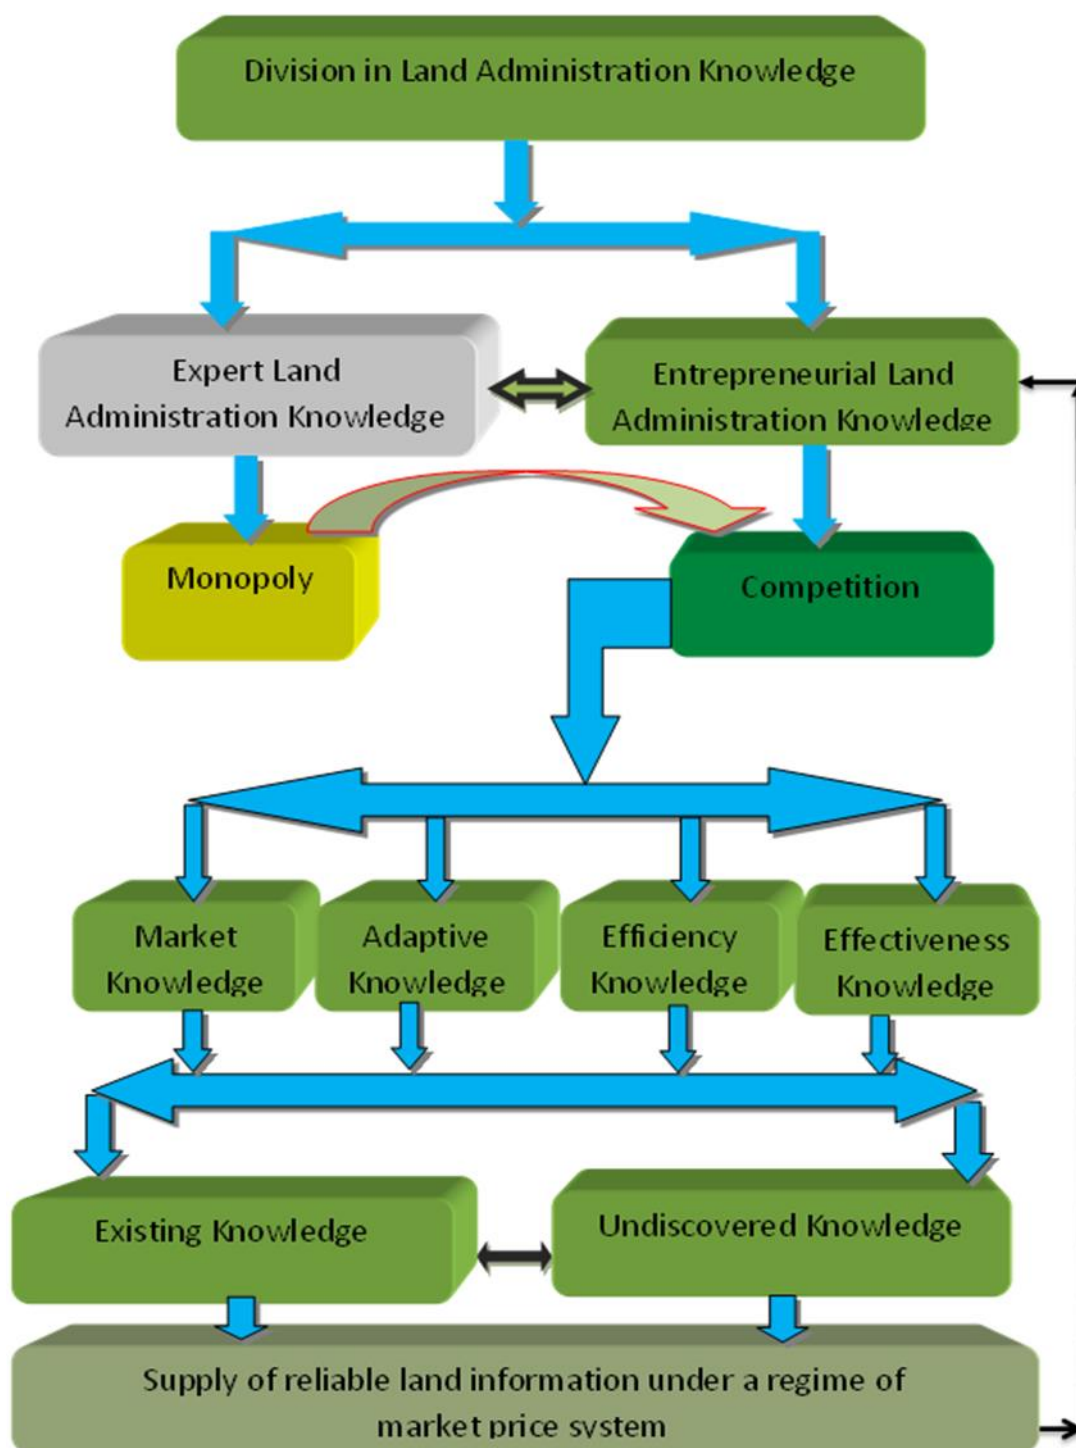 Division in Land Administration Knowledge
Expert Land
Administration Knowledge
Entrepreneurial Land
Administration Knowledge
Monopoly
Competition
Market
Knowledge
Adaptive
Knowledge
Efficiency
Knowledge
Effectiveness
Knowledge
Existing Knowledge
Undiscovered Knowledge
Supply of reliable land information under a regime of
market price system